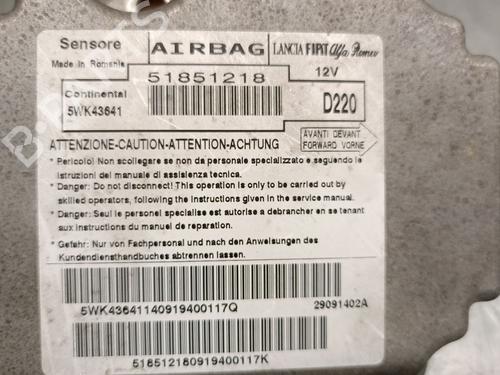 Sensore AIRBAG LANCIA FIAT Alfa Romeo
Made in Romania 51851218 12V
Continental
5WK43641 D220
ATTENZIONE-CAUTION-ATTENTION-ACHTUNG
AVANTI DEVANT
FORWARD VORNE
* Pericolo! Non scollegare se non da personale specializzato e seguendo le
istruzioni del manuale di assistenza tecnica.
* Danger: Do not disconnect! This operation is only to be carried out by
skilled operators, following the instructions given in the service manual.
* Danger: Seul le personel specialise est autorise a debrancher en se tenant
aux instructions du manuel de reparation.
* Gefahr: Nur von Fachpersonal und nach den Anweisungen des
Kundendiensthandbuches abtrennen lassen.
5WK43641140919400117Q 29091402A
518512180919400117K